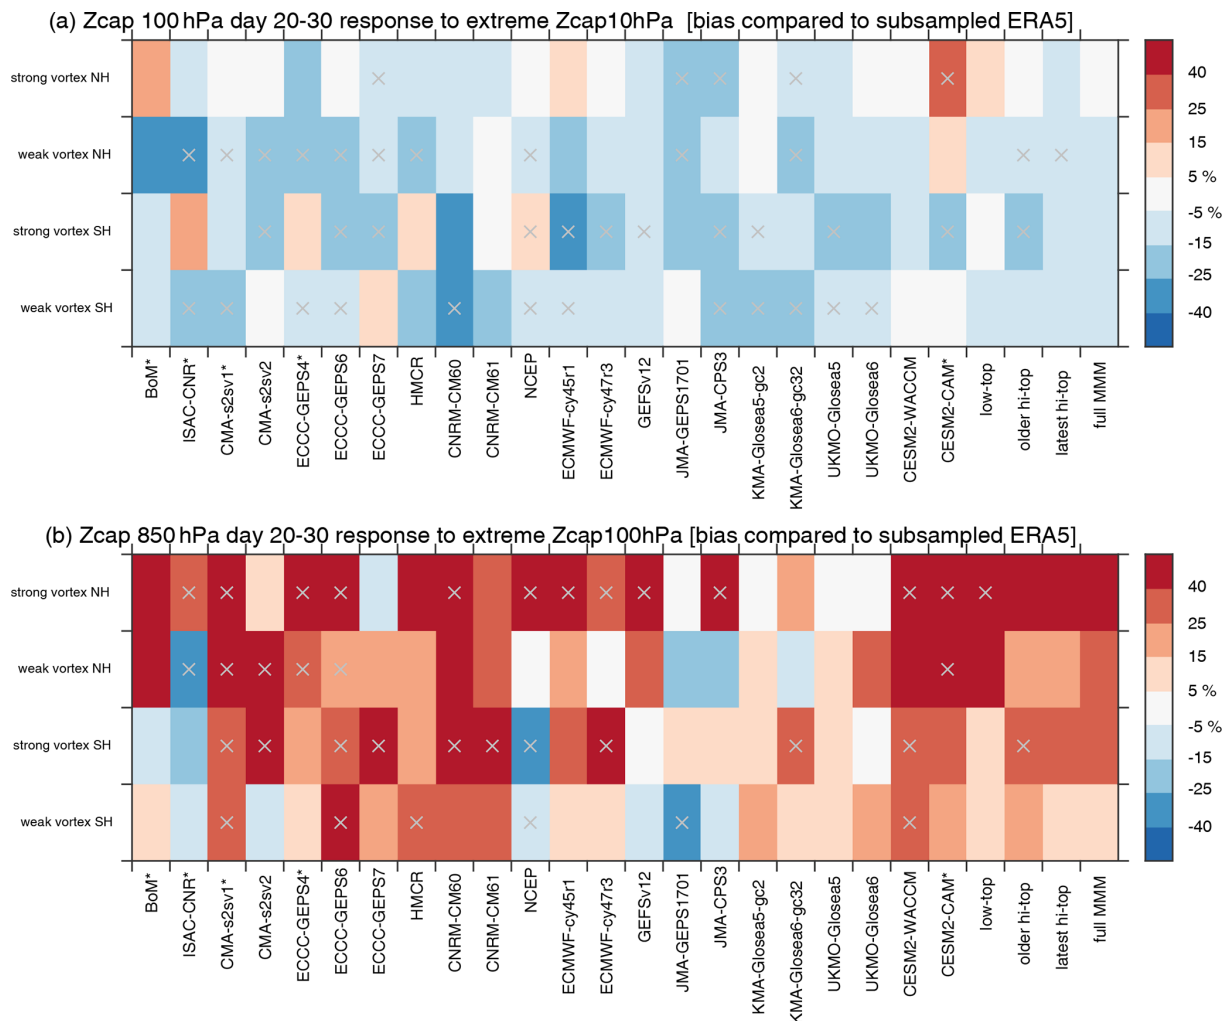 (a) Zcap 100 hPa day 20-30 response to extreme Zcap10hPa [bias compared to subsampled ERA5]
strong vortex NH
weak vortex NH
strong vortex SH
weak vortex SH
40
25
15
5 %
-5 %
-15
-25
-40
BoM*
ISAC-CNR*
CMA-s2sv1*
CMA-s2sv2
ECCC-GEPS4*
ECCC-GEPS6
ECCC-GEPS7
HMCR
CNRM-CM60
CNRM-CM61
NCEP
ECMWF-cy45r1
ECMWF-cy47r3
GEFSv12
JMA-GEPS1701
JMA-CPS3
KMA-Glosea5-gc2
KMA-Glosea6-gc32
UKMO-Glosea5
UKMO-Glosea6
CESM2-WACCM
CESM2-CAM*
low-top
older hi-top
latest hi-top
full MMM
(b) Zcap 850 hPa day 20-30 response to extreme Zcap100hPa [bias compared to subsampled ERA5]
strong vortex NH
weak vortex NH
strong vortex SH
weak vortex SH
40
25
15
5 %
-5 %
-15
-25
-40
BoM*
ISAC-CNR*
CMA-s2sv1*
CMA-s2sv2
ECCC-GEPS4*
ECCC-GEPS6
ECCC-GEPS7
HMCR
CNRM-CM60
CNRM-CM61
NCEP
ECMWF-cy45r1
ECMWF-cy47r3
GEFSv12
JMA-GEPS1701
JMA-CPS3
KMA-Glosea5-gc2
KMA-Glosea6-gc32
UKMO-Glosea5
UKMO-Glosea6
CESM2-WACCM
CESM2-CAM*
low-top
older hi-top
latest hi-top
full MMM